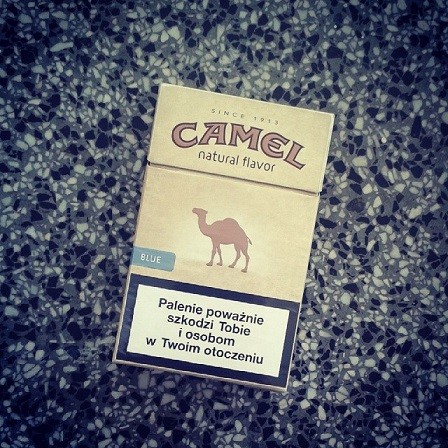 SINCE 1913
CAMEL
natural flavor
BLUE
Palenie poważnie
szkodzi Tobie
i osobom
w Twoim otoczeniu